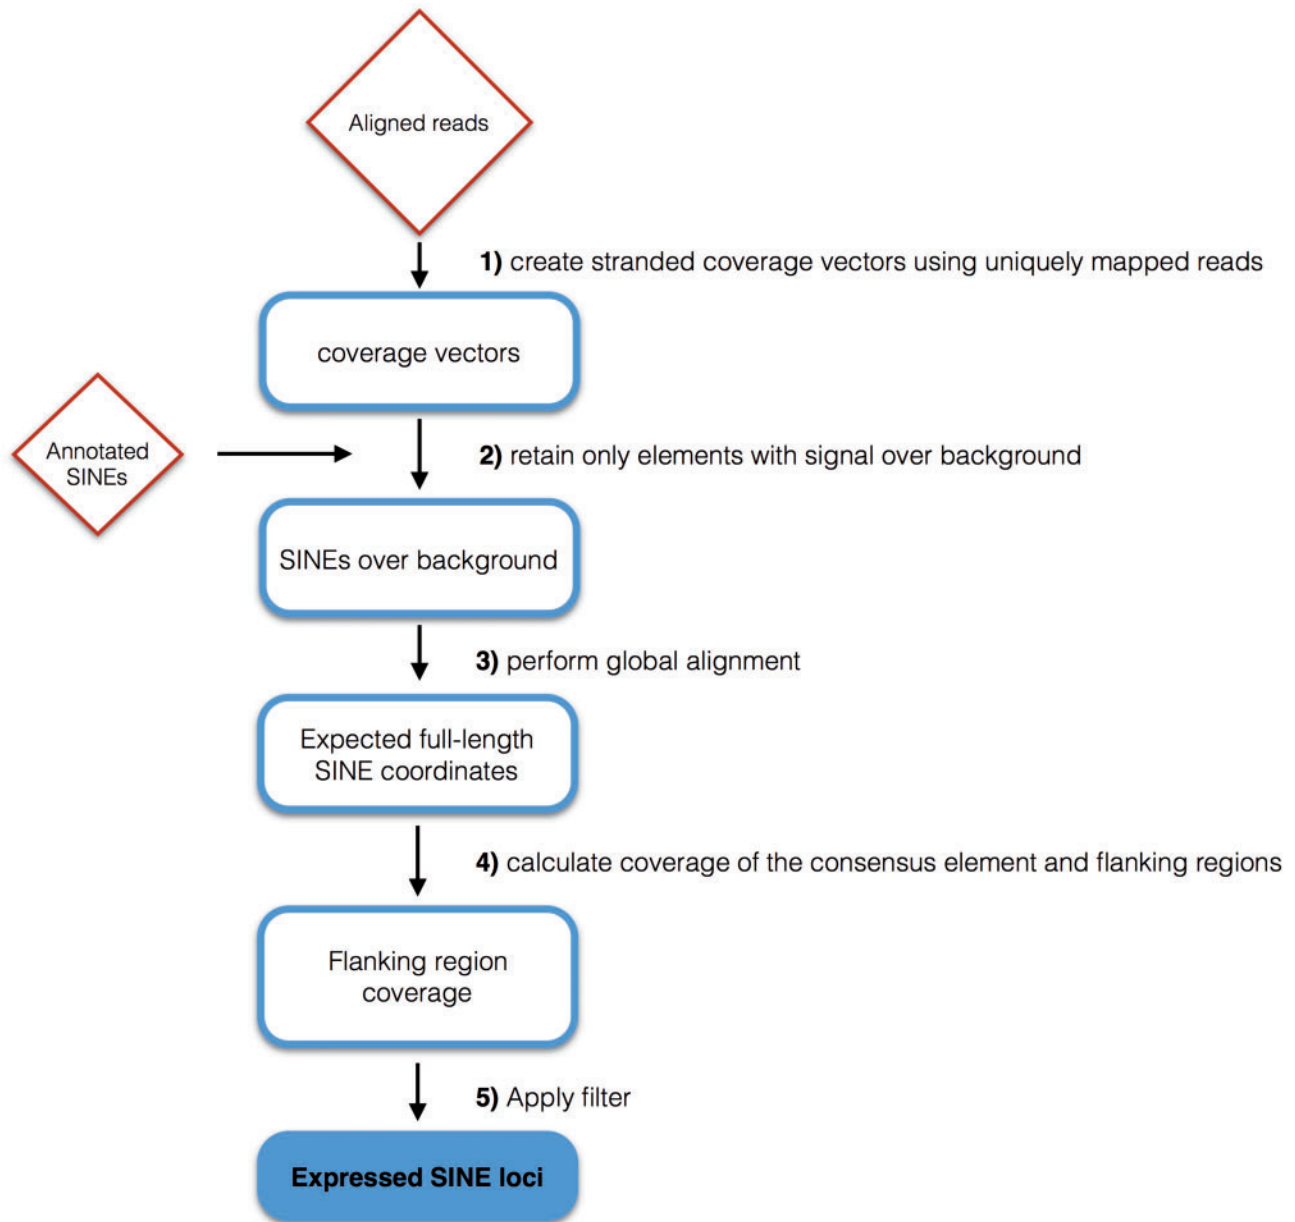 Aligned reads
1) create stranded coverage vectors using uniquely mapped reads
coverage vectors
Annotated
SINEs
2) retain only elements with signal over background
SINEs over background
3) perform global alignment
Expected full-length
SINE coordinates
4) calculate coverage of the consensus element and flanking regions
Flanking region
coverage
5) Apply filter
Expressed SINE loci